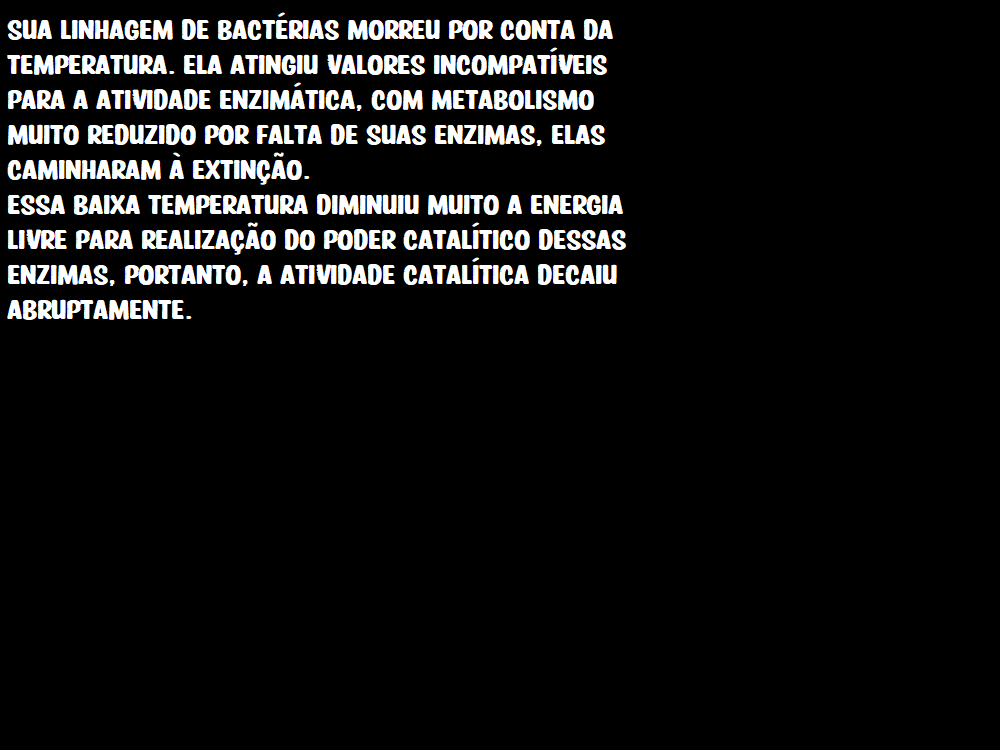 SUA LINHAGEM DE BACTÉRIAS MORREU POR CONTA DA
TEMPERATURA. ELA ATINGIU VALORES INCOMPATÍVEIS
PARA A ATIVIDADE ENZIMÁTICA, COM METABOLISMO
MUITO REDUZIDO POR FALTA DE SUAS ENZIMAS, ELAS
CAMINHARAM À EXTINÇÃO.
ESSA BAIXA TEMPERATURA DIMINUIU MUITO A ENERGIA
LIVRE PARA REALIZAÇÃO DO PODER CATALÍTICO DESSAS
ENZIMAS, PORTANTO, A ATIVIDADE CATALÍTICA DECAIU
ABRUPTAMENTE.